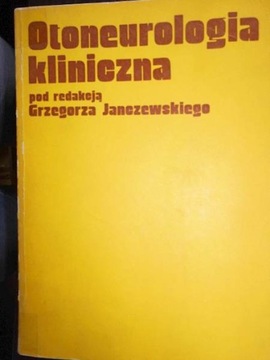 Otoneurologia
kliniczna
pod redakcją
Grzegorza Janczewskiego